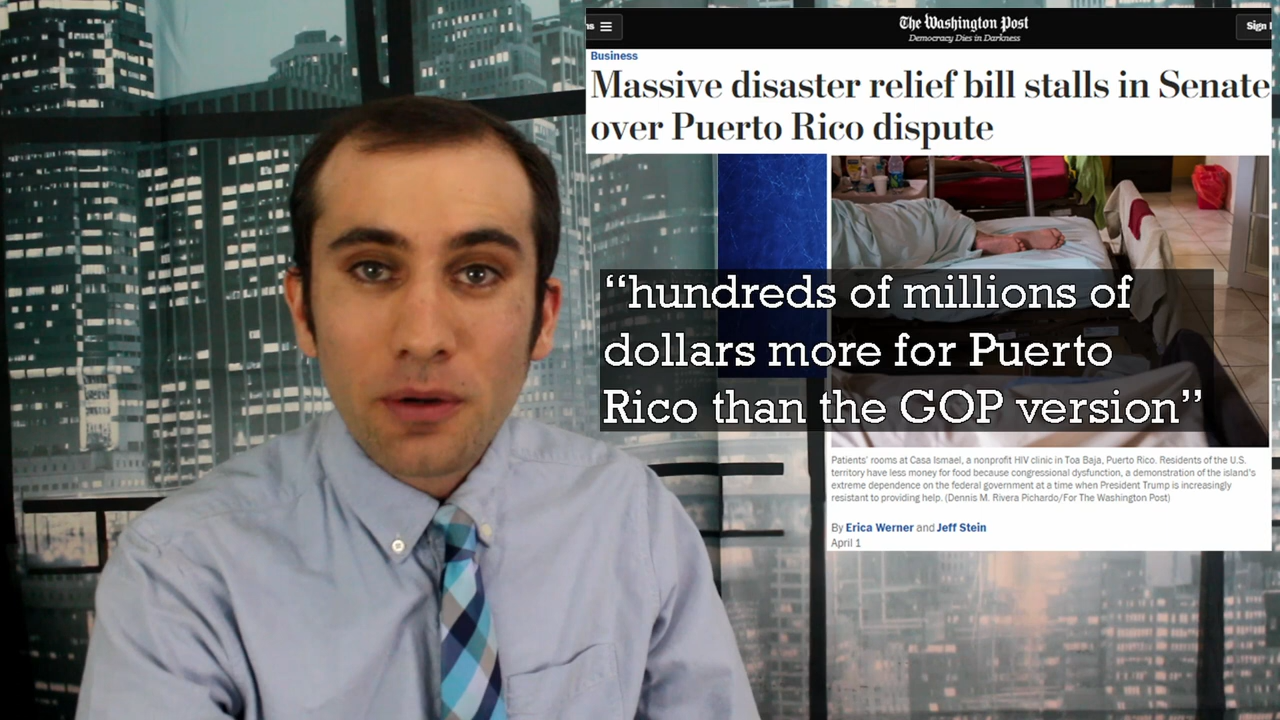 The Washington Post
Democracy Dies in Darkness
Sign
Business
Massive disaster relief bill stalls in Senate
over Puerto Rico dispute
“hundreds of millions of
dollars more for Puerto
Rico than the GOP version”
Patients' rooms at Casa Ismael, a nonprofit HIV clinic in Toa Baja, Puerto Rico. Residents of the U.S.
territory have less money for food because congressional dysfunction, a demonstration of the island's
extreme dependence on the federal government at a time when President Trump is increasingly
resistant to providing help. (Dennis M. Rivera Pichardo/For The Washington Post)
By Erica Werner and Jeff Stein
April 1